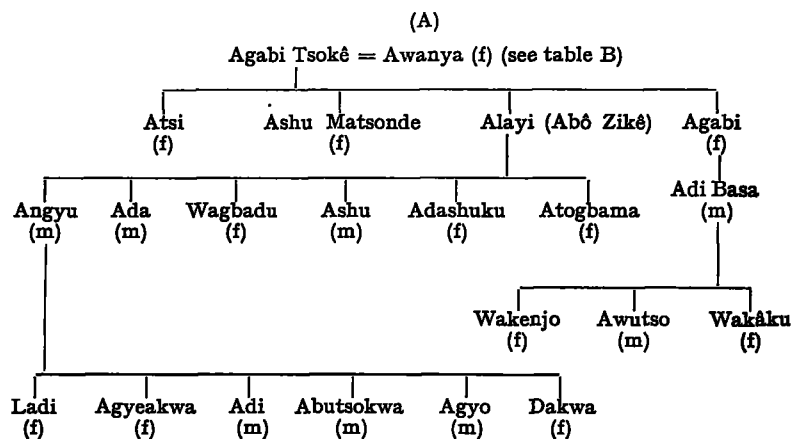 (A)
Agabi Tsokê = Awanya (f) (see table B)
Atsi Ashu Matsonde Alayi (Abô Zikê) Agabi
(f) (f) (f)
Adi Basa
(m)
Angyu Ada Wagbadu Ashu Adashuku Atogbama
(m) (m) (f) (m) (f) (f)
Wakenjo Awutso Wakâku
(f) (m) (f)
Ladi Agyeakwa Adi Abutsokwa Agyo Dakwa
(f) (f) (m) (m) (m) (f)